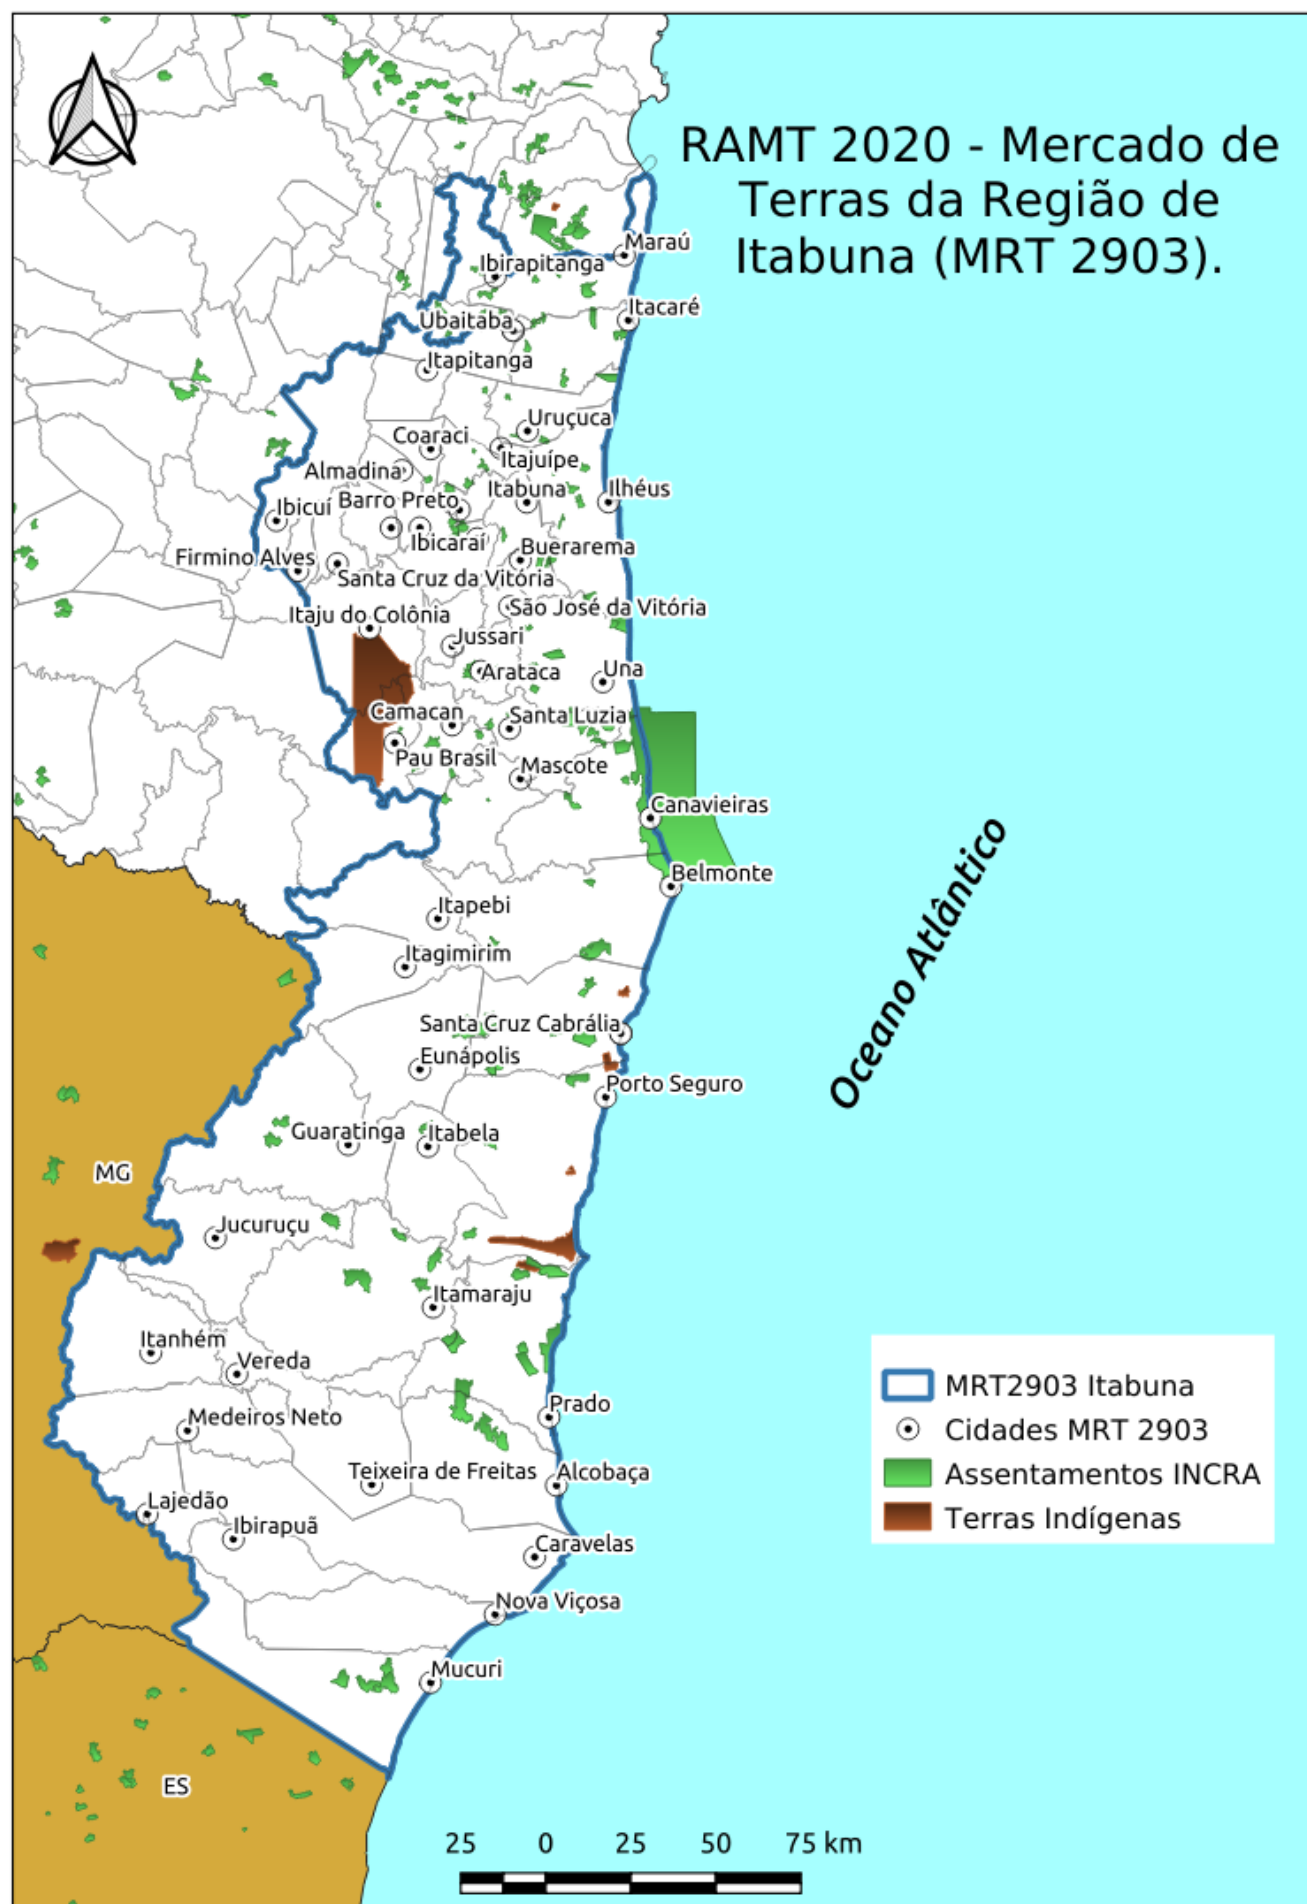 RAMT 2020 - Mercado de
Terras da Região de
Itabuna (MRT 2903).
Maraú
Ibirapitanga
Itacaré
Ubaitaba
Itapitanga
Uruçuca
Coaraci
Itajuípe
Almadina
Itabuna
Ilhéus
Barro Preto
Ibicuí
Ibicaraí
Buerarema
Firmino Alves
Santa Cruz da Vitória
São José da Vitória
Itaju do Colônia
Jussari
Arataca
Una
Camacan
Santa Luzia
Pau Brasil
Mascote
Canavieiras
Belmonte
Itapebi
Itagimirim
Santa Cruz Cabrália
Eunápolis
Porto Seguro
Guaratinga
Itabela
MG
Jucuruçu
Itamaraju
Itanhém
Vereda
Prado
Medeiros Neto
Teixeira de Freitas
Alcobaça
Lajedão
Ibirapuã
Caravelas
Nova Viçosa
Mucuri
ES
Oceano Atlântico
MRT2903 Itabuna
Cidades MRT 2903
Assentamentos INCRA
Terras Indígenas
25 0 25 50 75 km